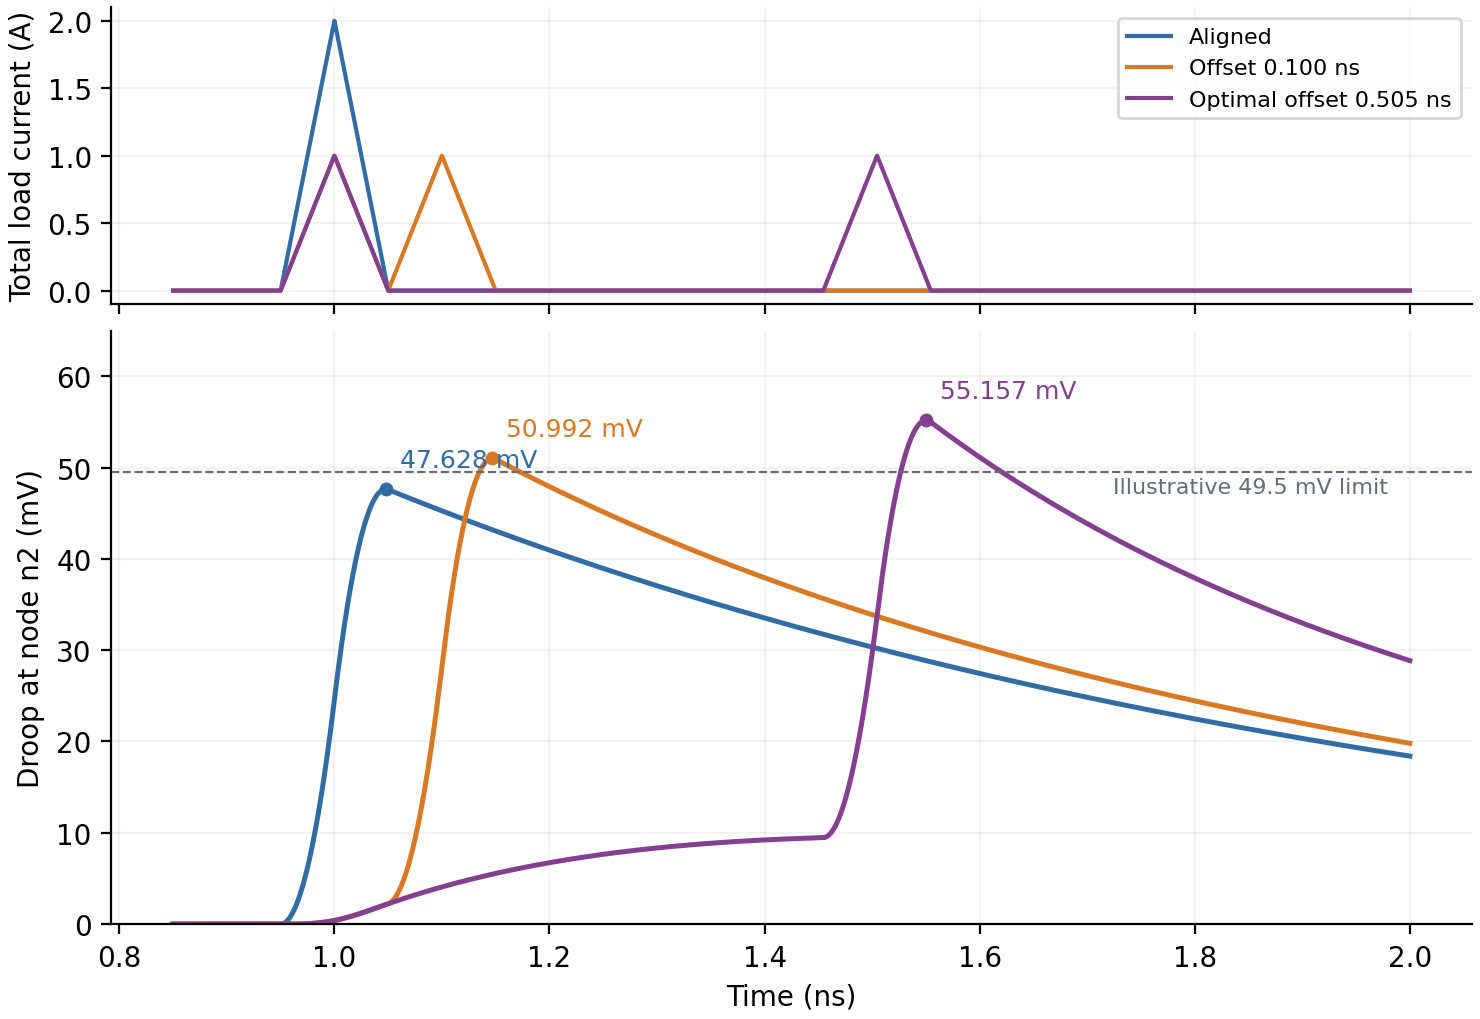 Total load current (A)
2.0
1.5
1.0
0.5
0.0
Aligned
Offset 0.100 ns
Optimal offset 0.505 ns
Droop at node n2 (mV)
60
50
40
30
20
10
0
55.157 mV
50.992 mV
47.628 mV
Illustrative 49.5 mV limit
0.8 1.0 1.2 1.4 1.6 1.8 2.0
Time (ns)